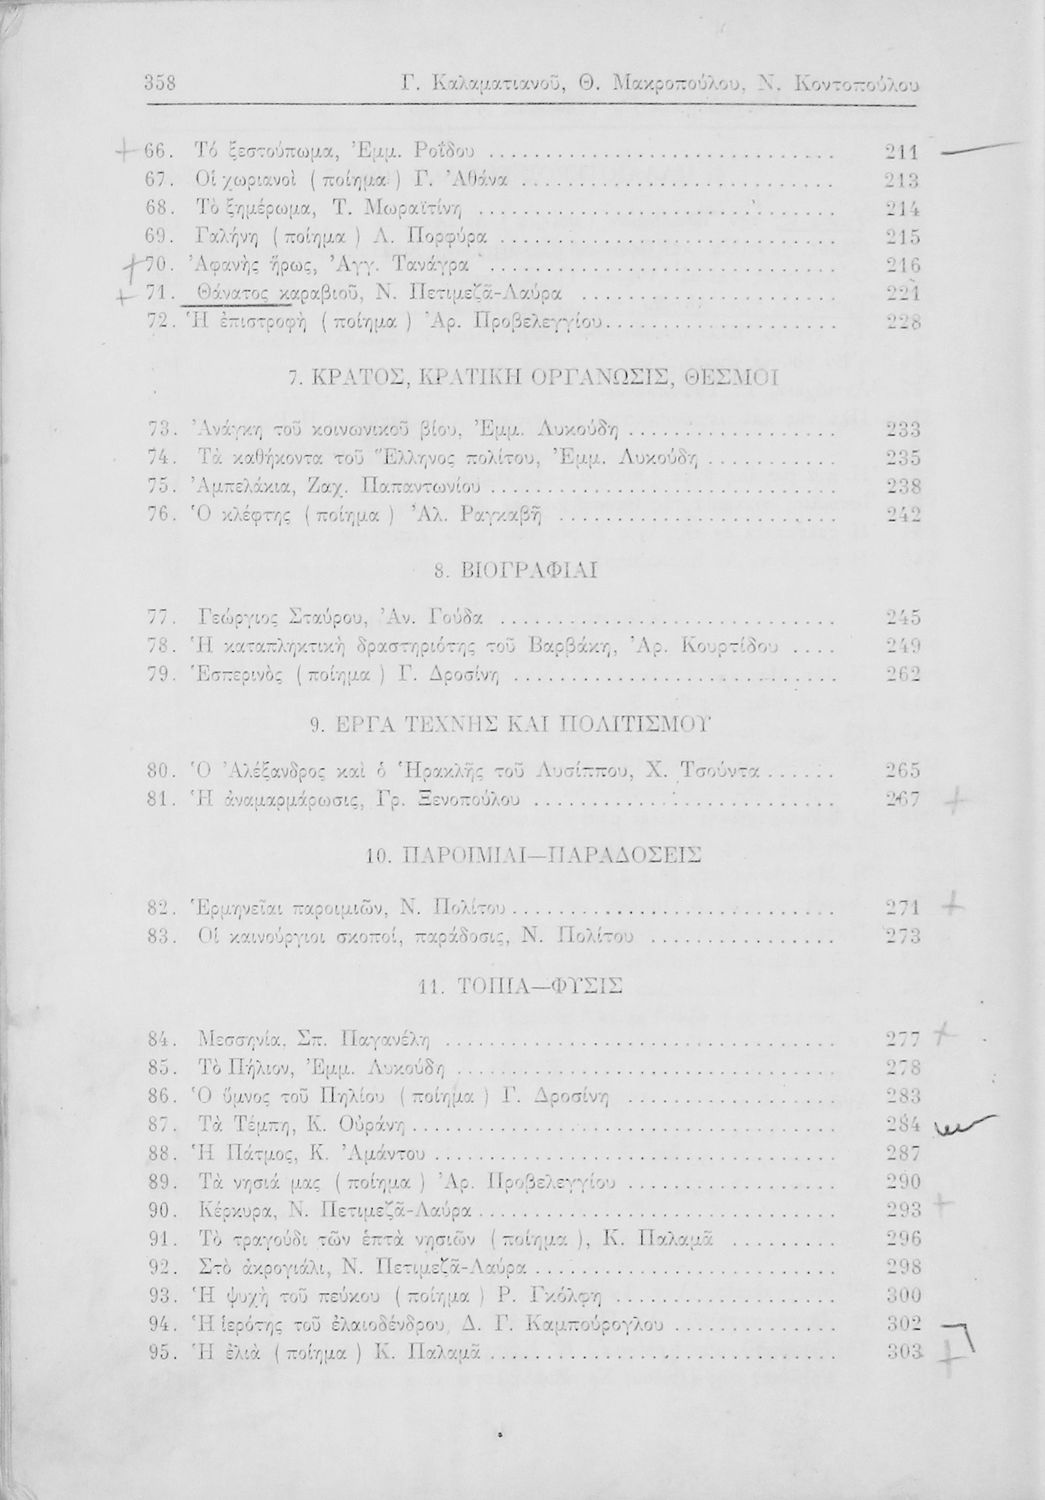 358 Γ. Καλαματιανοῦ, Θ. Μακροπούλου, Ν. Κοντοπούλου
66. Τό ξεστούπωμα, Ἐμμ. Ροΐδου ........ 211
67. Οἱ χωριανοὶ (ποίημα) Γ. Ἀθάνα ........ 213
68. Τὸ ξημέρωμα, Τ. Μωραϊτίνη ........ 214
69. Γαλήνη (ποίημα) Λ. Πορφύρα ........ 215
70. Ἀφανὴς ἥρως, Ἀγγ. Τανάγρα ........ 216
71. Θάνατος καραβιοῦ, Ν. Πετιμεζᾶ-Λαύρα ........ 221
72. Ἡ ἐπιστροφὴ (ποίημα) Ἀρ. Προβελεγγίου ........ 228
7. ΚΡΑΤΟΣ, ΚΡΑΤΙΚΗ ΟΡΓΑΝΩΣΙΣ, ΘΕΣΜΟΙ
73. Ἀνάγκη τοῦ κοινωνικοῦ βίου, Ἐμμ. Λυκούδη ........ 233
74. Τὰ καθήκοντα τοῦ Ἕλληνος πολίτου, Ἐμμ. Λυκούδη ........ 235
75. Ἀμπελάκια, Ζαχ. Παπαντωνίου ........ 238
76. Ὁ κλέφτης (ποίημα) Ἀλ. Ραγκαβῆ ........ 242
8. ΒΙΟΓΡΑΦΙΑΙ
77. Γεώργιος Σταύρου, Ἀν. Γούδα ........ 245
78. Ἡ καταπληκτικὴ δραστηριότης τοῦ Βαρβάκη, Ἀρ. Κουρτίδου .... 249
79. Ἑσπερινὸς (ποίημα) Γ. Δροσίνη ........ 262
9. ΕΡΓΑ ΤΕΧΝΗΣ ΚΑΙ ΠΟΛΙΤΙΣΜΟΥ
80. Ὁ Ἀλέξανδρος καὶ ὁ Ἡρακλῆς τοῦ Λυσίππου, Χ. Τσούντα ...... 265
81. Ἡ ἀναμαρμάρωσις, Γρ. Ξενοπούλου ........ 267
10. ΠΑΡΟΙΜΙΑΙ—ΠΑΡΑΔΟΣΕΙΣ
82. Ἑρμηνεῖαι παροιμιῶν, Ν. Πολίτου ........ 271
83. Οἱ καινούργιοι σκοποί, παράδοσις, Ν. Πολίτου ........ 273
11. ΤΟΠΙΑ—ΦΥΣΙΣ
84. Μεσσηνία, Σπ. Παγανέλη ........ 277
85. Τὸ Πήλιον, Ἐμμ. Λυκούδη ........ 278
86. Ὁ ὕμνος τοῦ Πηλίου (ποίημα) Γ. Δροσίνη ........ 283
87. Τὰ Τέμπη, Κ. Οὐράνη ........ 284
88. Ἡ Πάτμος, Κ. Ἀμάντου ........ 287
89. Τὰ νησιά μας (ποίημα) Ἀρ. Προβελεγγίου ........ 290
90. Κέρκυρα, Ν. Πετιμεζᾶ-Λαύρα ........ 293
91. Τὸ τραγούδι τῶν ἑπτὰ νησιῶν (ποίημα), Κ. Παλαμᾶ ........ 296
92. Στὸ ἀκρογιάλι, Ν. Πετιμεζᾶ-Λαύρα ........ 298
93. Ἡ ψυχὴ τοῦ πεύκου (ποίημα) Ρ. Γκόλφη ........ 300
94. Ἡ ἱερότης τοῦ ἐλαιοδένδρου, Δ. Γ. Καμπούρογλου ........ 302
95. Ἡ ἐλιὰ (ποίημα) Κ. Παλαμᾶ ........ 303